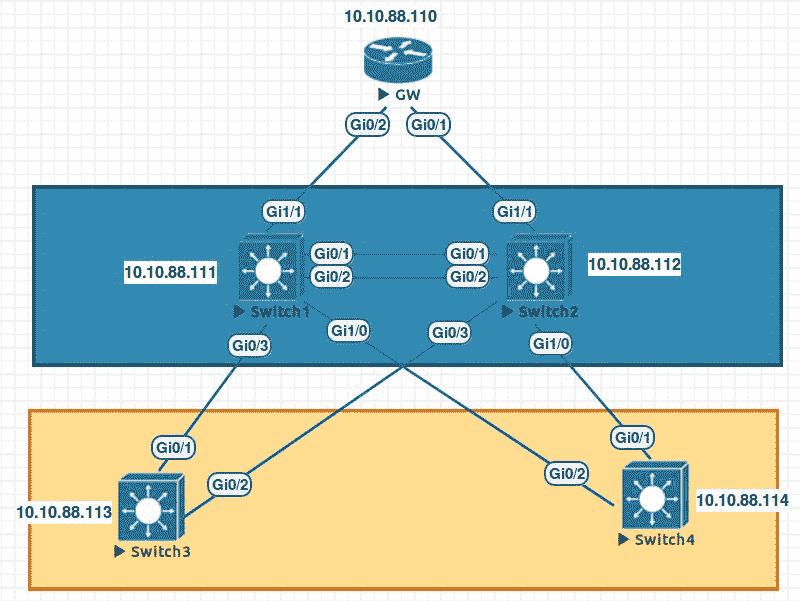 10.10.88.110
GW
Gi0/2 Gi0/1
Gi1/1 Gi1/1
10.10.88.111 Gi0/1 Gi0/1 10.10.88.112
Gi0/2 Gi0/2
Switch1 Switch2
Gi0/3 Gi1/0 Gi0/3 Gi1/0
Gi0/1 Gi0/1
Gi0/2 Gi0/2
10.10.88.113 10.10.88.114
Switch3 Switch4